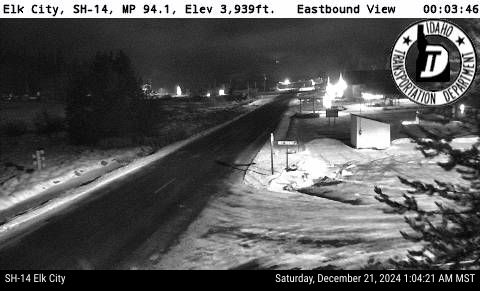 Elk City, SH-14, MP 94.1, Elev 3,939ft. Eastbound View 00:03:46
IDAHO
TRANSPORTATION DEPARTMENT
SH-14 Elk City Saturday, December 21, 2024 1:04:21 AM MST